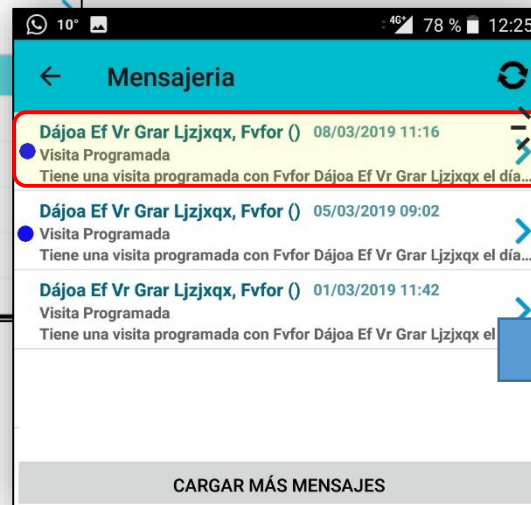 10° 4G+ 78 % 12:25
Mensajeria
Dájoa Ef Vr Grar Ljzjxqx, Fvfor () 08/03/2019 11:16
Visita Programada
Tiene una visita programada con Fvfor Dájoa Ef Vr Grar Ljzjxqx el día...
Dájoa Ef Vr Grar Ljzjxqx, Fvfor () 05/03/2019 09:02
Visita Programada
Tiene una visita programada con Fvfor Dájoa Ef Vr Grar Ljzjxqx el día...
Dájoa Ef Vr Grar Ljzjxqx, Fvfor () 01/03/2019 11:42
Visita Programada
Tiene una visita programada con Fvfor Dájoa Ef Vr Grar Ljzjxqx el
CARGAR MÁS MENSAJES